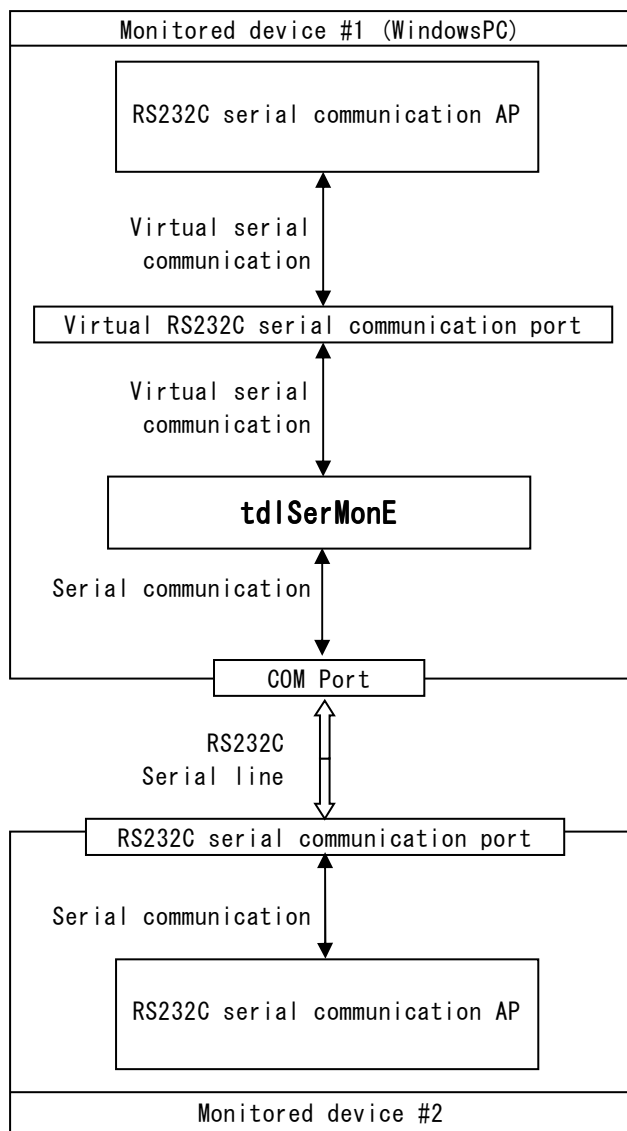 Monitored device #1 (WindowsPC)
RS232C serial communication AP
Virtual serial
communication
Virtual RS232C serial communication port
Virtual serial
communication
tdlSerMonE
Serial communication
COM Port
RS232C
Serial line
RS232C serial communication port
Serial communication
RS232C serial communication AP
Monitored device #2